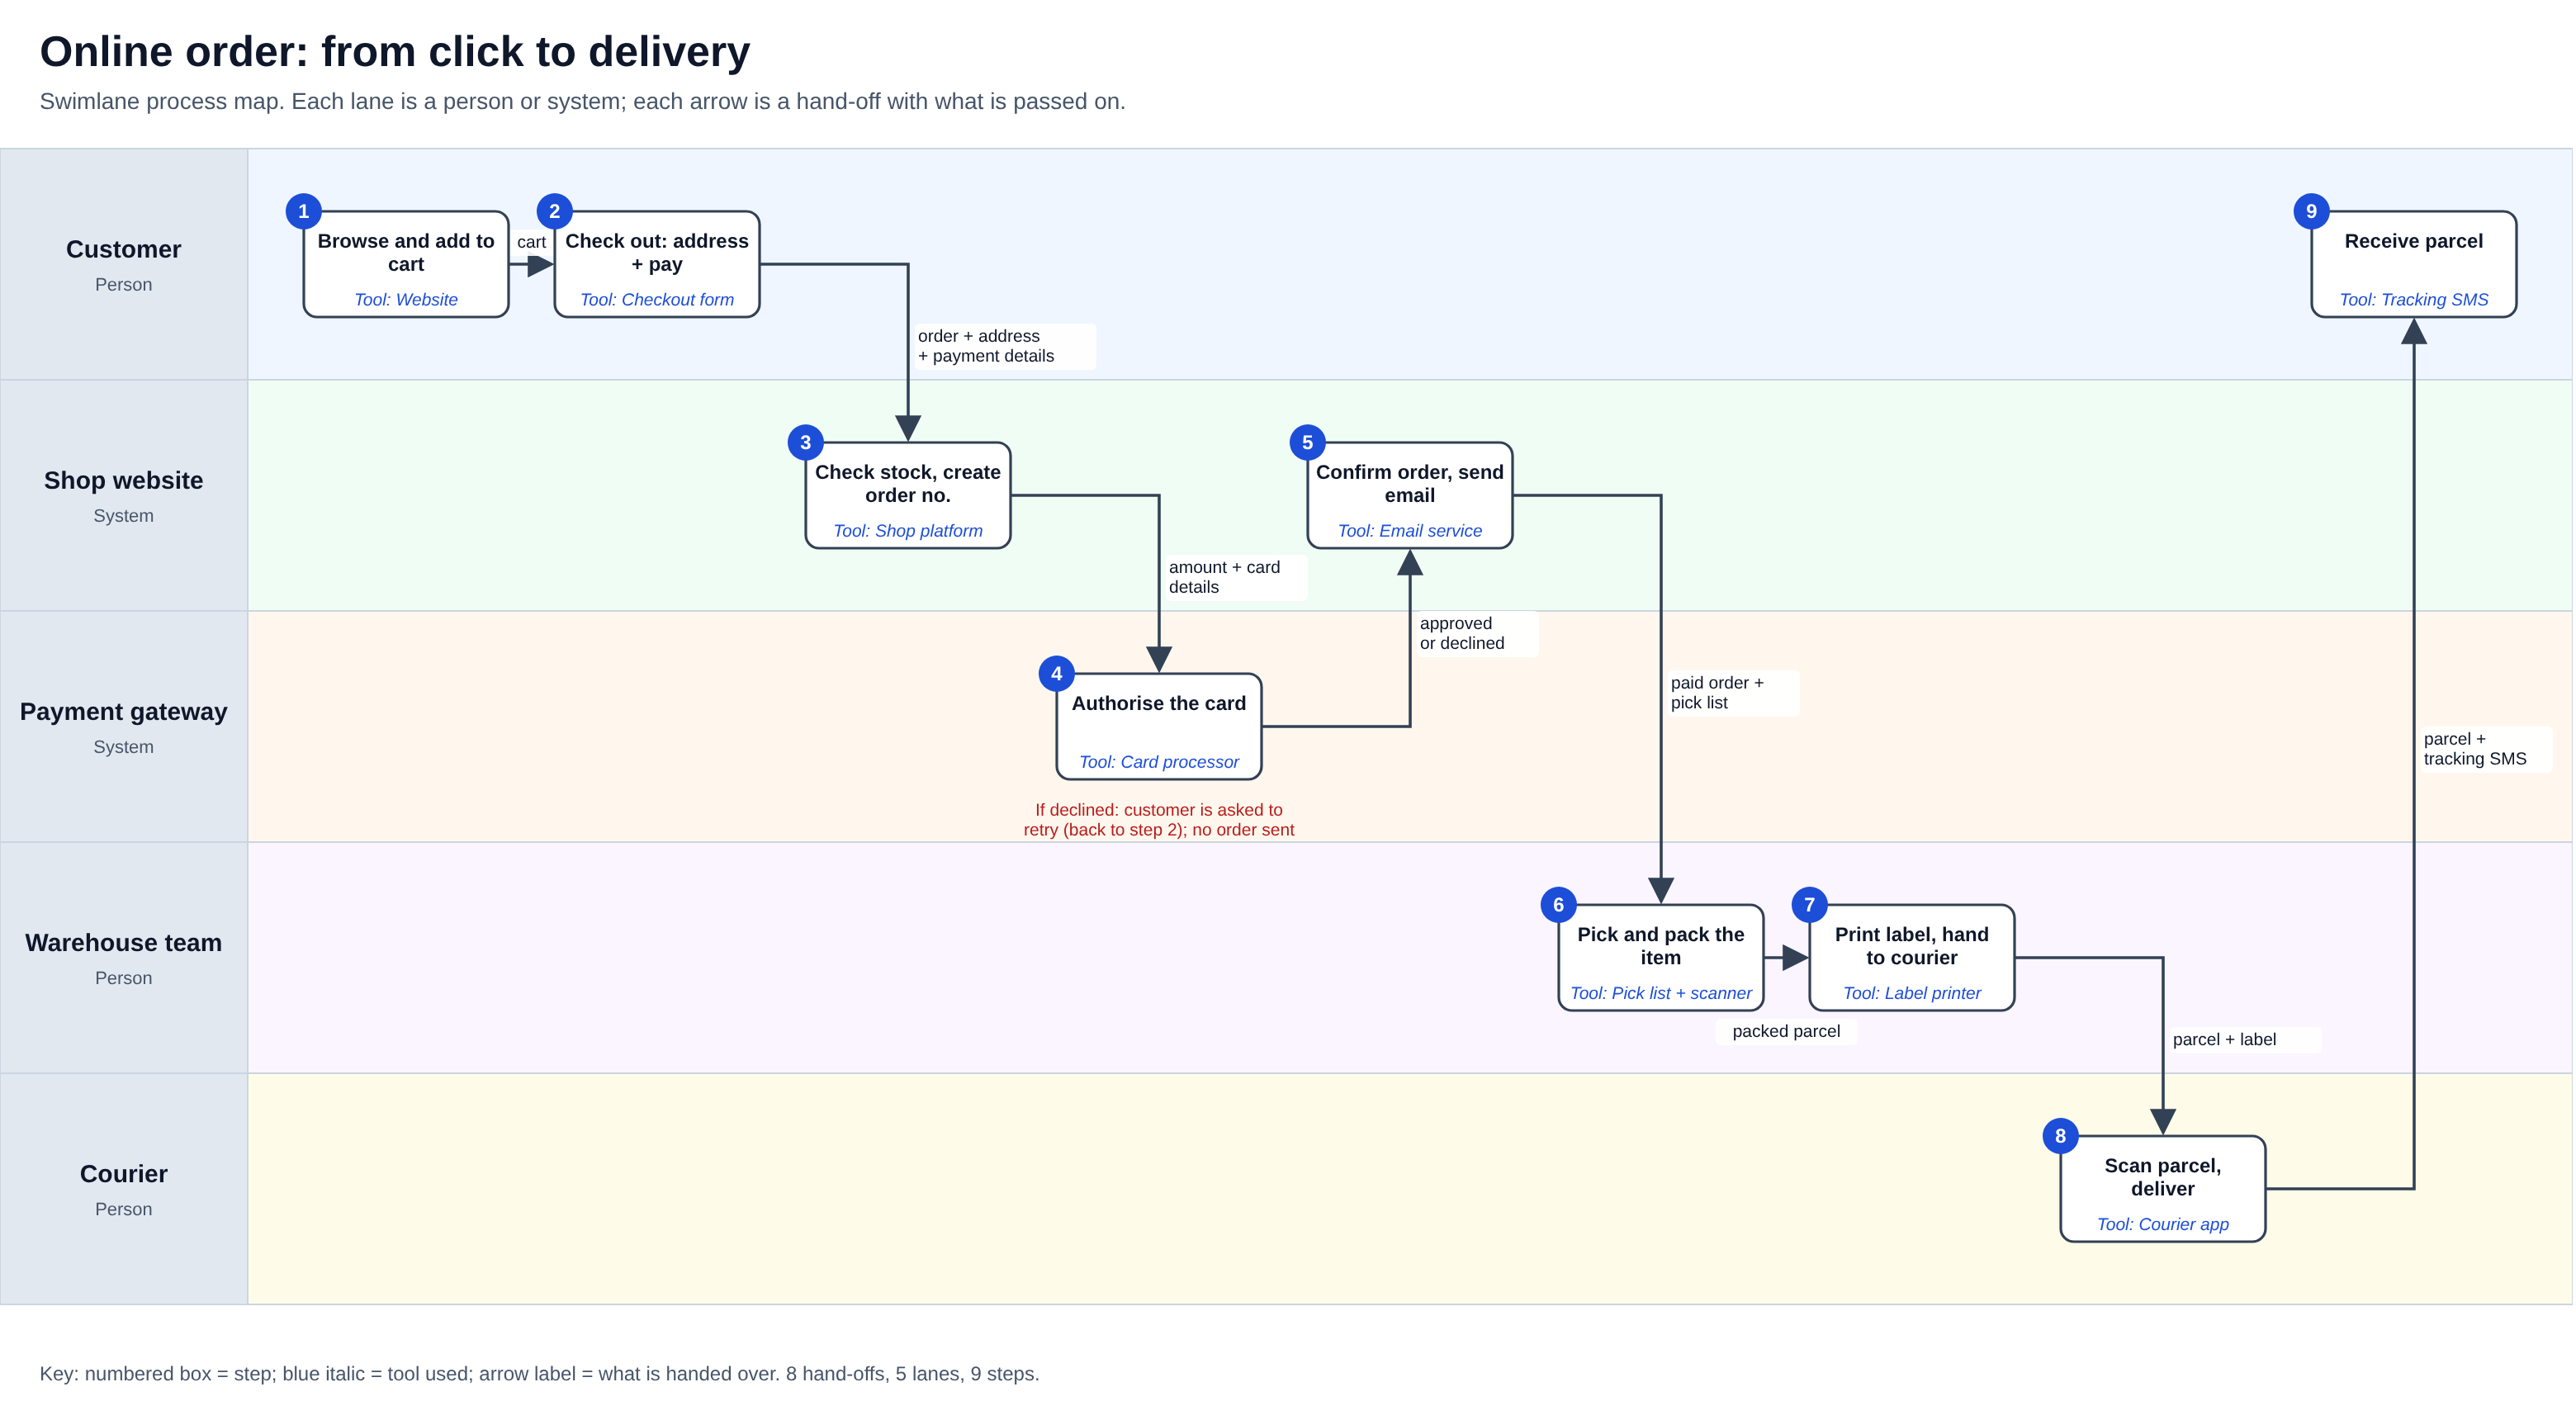 Online order: from click to delivery
Swimlane process map. Each lane is a person or system; each arrow is a hand-off with what is passed on.
Customer
Person
1
Browse and add to
cart
Tool: Website
cart
2
Check out: address
+ pay
Tool: Checkout form
order + address
+ payment details
9
Receive parcel
Tool: Tracking SMS
Shop website
System
3
Check stock, create
order no.
Tool: Shop platform
amount + card
details
5
Confirm order, send
email
Tool: Email service
Payment gateway
System
4
Authorise the card
Tool: Card processor
If declined: customer is asked to
retry (back to step 2); no order sent
approved
or declined
paid order +
pick list
parcel +
tracking SMS
Warehouse team
Person
6
Pick and pack the
item
Tool: Pick list + scanner
packed parcel
7
Print label, hand
to courier
Tool: Label printer
parcel + label
Courier
Person
8
Scan parcel,
deliver
Tool: Courier app
Key: numbered box = step; blue italic = tool used; arrow label = what is handed over. 8 hand-offs, 5 lanes, 9 steps.